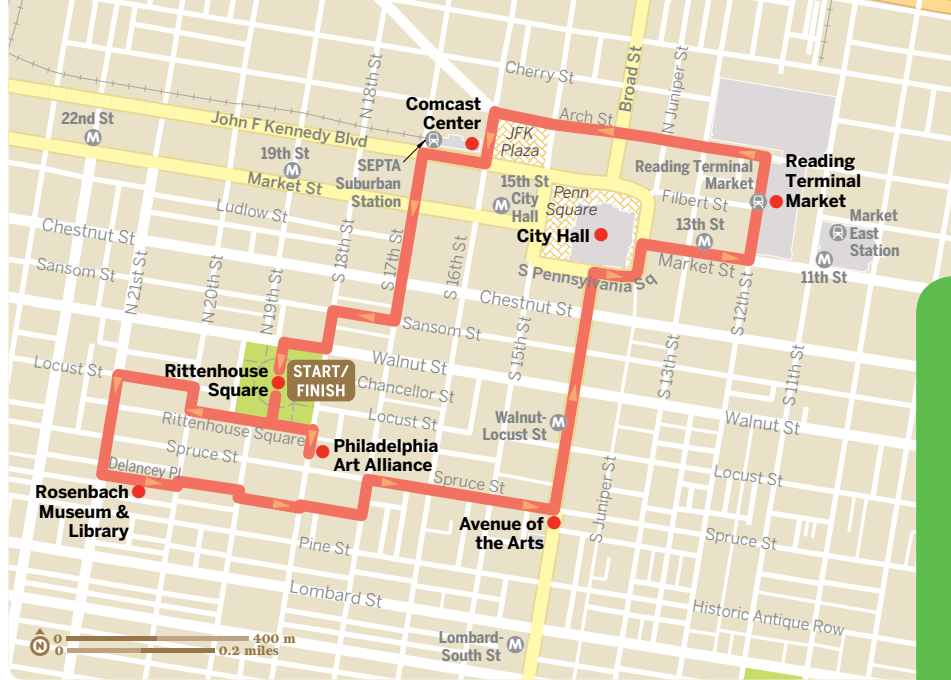 Cherry St
Broad St
N Juniper St
N 18th St
Comcast
Center
Arch St
JFK
Plaza
22nd St
M
John F Kennedy Blvd
19th St
M
Market St
SEPTA
Suburban
Station
Reading Terminal
Market
Reading
Terminal
Market
15th St
City
Hall
M
Penn
Square
Filbert St
13th St
M
City Hall
Market
East
Station
M
11th St
Ludlow St
Chestnut St
Market St
S Pennsylvania Sq
Sansom St
N 21st St
N 20th St
N 19th St
S 18th St
S 17th St
S 16th St
Chestnut St
S 15th St
S 12th St
Sansom St
S 13th St
S 11th St
Locust St
Rittenhouse
Square
START/
FINISH
Walnut St
Chancellor St
Locust St
Rittenhouse Square
Walnut-
Locust St
M
Walnut St
Philadelphia
Art Alliance
Spruce St
Delancey Pl
Spruce St
Locust St
S Juniper St
Rosenbach
Museum &
Library
Avenue of
the Arts
Spruce St
Pine St
Lombard St
Historic Antique Row
Lombard-
South St
M
N
0
400 m
0
0.2 miles